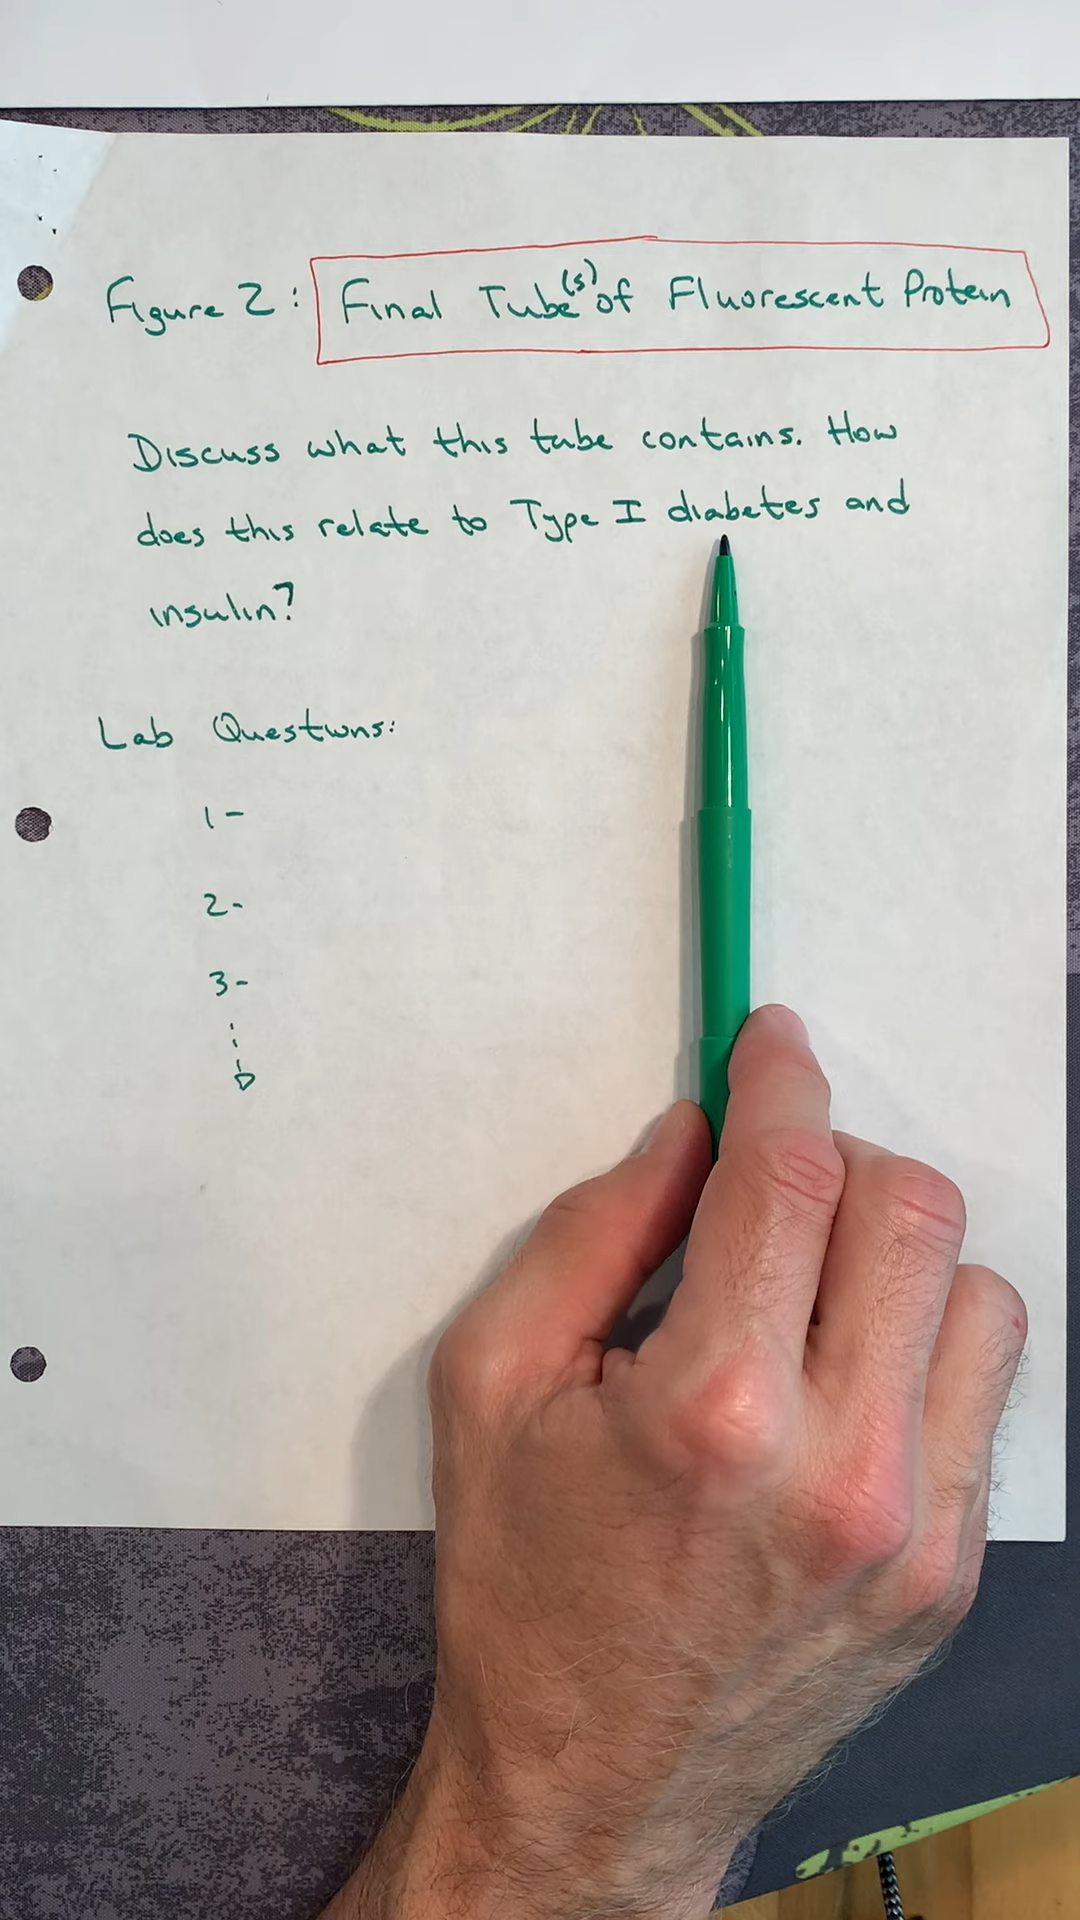 Figure 2: Final Tube(s) of Fluorescent Protein
Discuss what this tube contains. How
does this relate to Type I diabetes and
insulin?
Lab Questions:
1-
2-
3-